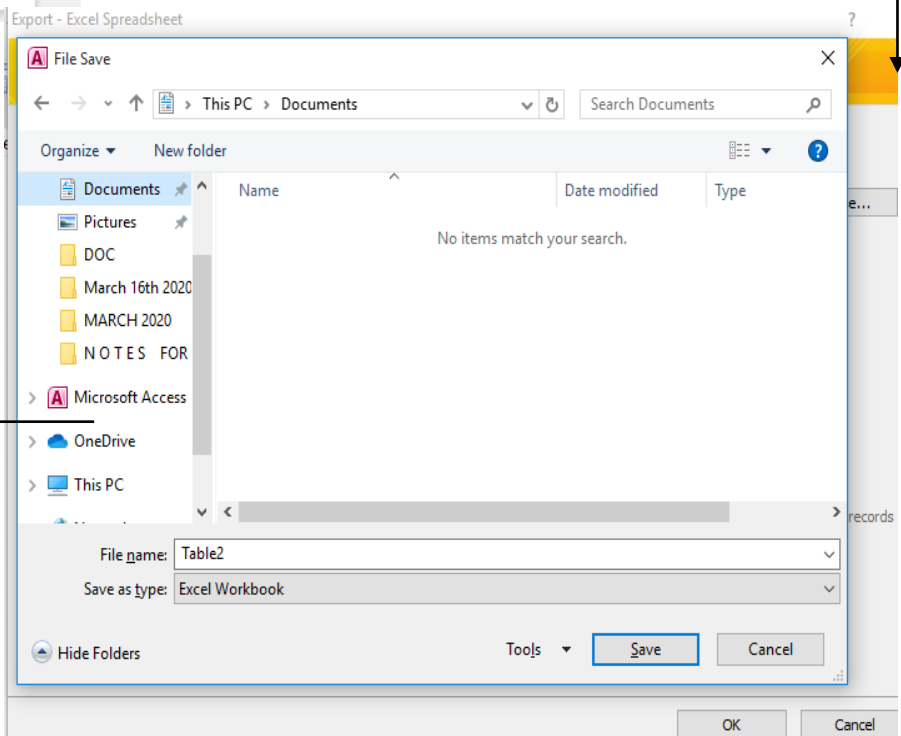 Export - Excel Spreadsheet ?
A File Save
This PC > Documents
Search Documents
Organize New folder ?
Name Date modified Type
No items match your search.
Documents
Pictures
DOC
March 16th 2020
MARCH 2020
N O T E S FOR
A Microsoft Access
OneDrive
This PC
e...
records
File name: Table2
Save as type: Excel Workbook
Hide Folders
Tools Save Cancel
OK Cancel